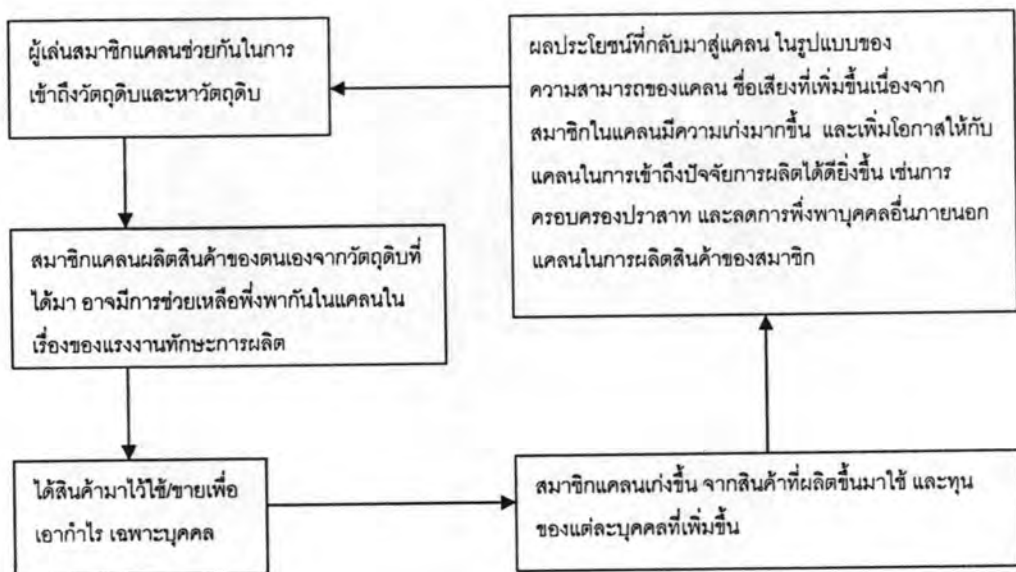 ผู้เล่นสมาชิกแคลนช่วยกันในการ
เข้าถึงวัตถุดิบและหาวัตถุดิบ
สมาชิกแคลนผลิตสินค้าของตนเองจากวัตถุดิบที่
ได้มา อาจมีการช่วยเหลือพึ่งพากันในแคลนใน
เรื่องของแรงงานทักษะการผลิต
ได้สินค้ามาไว้ใช้/ขายเพื่อ
เอากำไร เฉพาะบุคคล
สมาชิกแคลนเก่งขึ้น จากสินค้าที่ผลิตขึ้นมาใช้ และทุน
ของแต่ละบุคคลที่เพิ่มขึ้น
ผลประโยชน์ที่กลับมาสู่แคลน ในรูปแบบของ
ความสามารถของแคลน ชื่อเสียงที่เพิ่มขึ้นเนื่องจาก
สมาชิกในแคลนมีความเก่งมากขึ้น และเพิ่มโอกาสให้กับ
แคลนในการเข้าถึงปัจจัยการผลิตได้ดียิ่งขึ้น เช่นการ
ครอบครองปราสาท และลดการพึ่งพาบุคคลอื่นภายนอก
แคลนในการผลิตสินค้าของสมาชิก